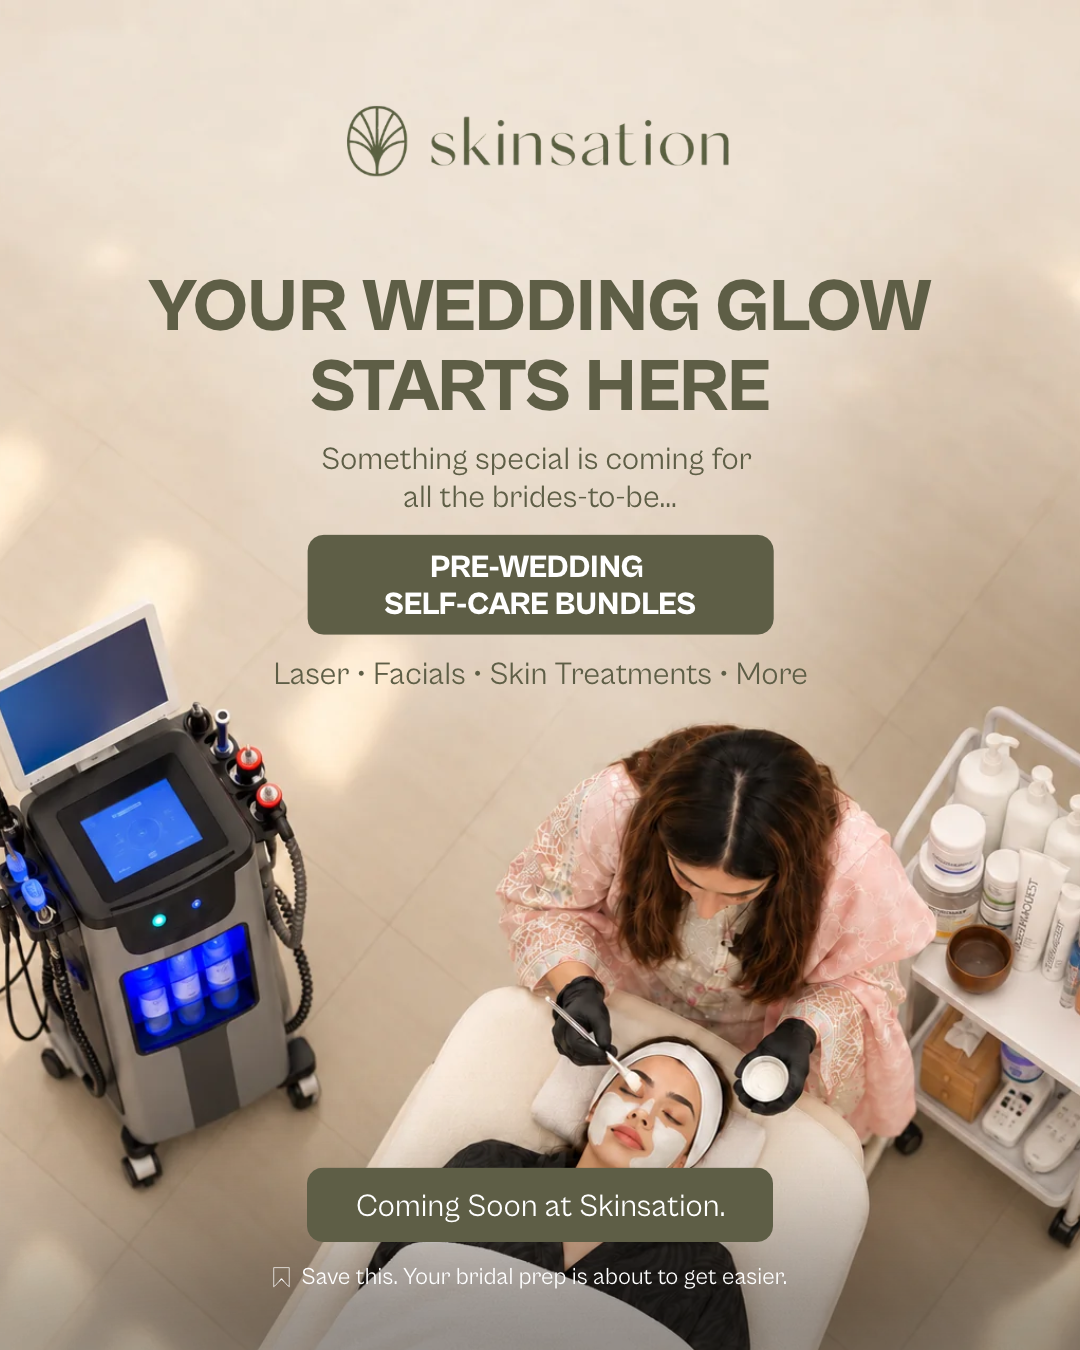 skinsation
YOUR WEDDING GLOW
STARTS HERE
Something special is coming for
all the brides-to-be...
PRE-WEDDING
SELF-CARE BUNDLES
Laser • Facials • Skin Treatments • More
Coming Soon at Skinsation.
Save this. Your bridal prep is about to get easier.